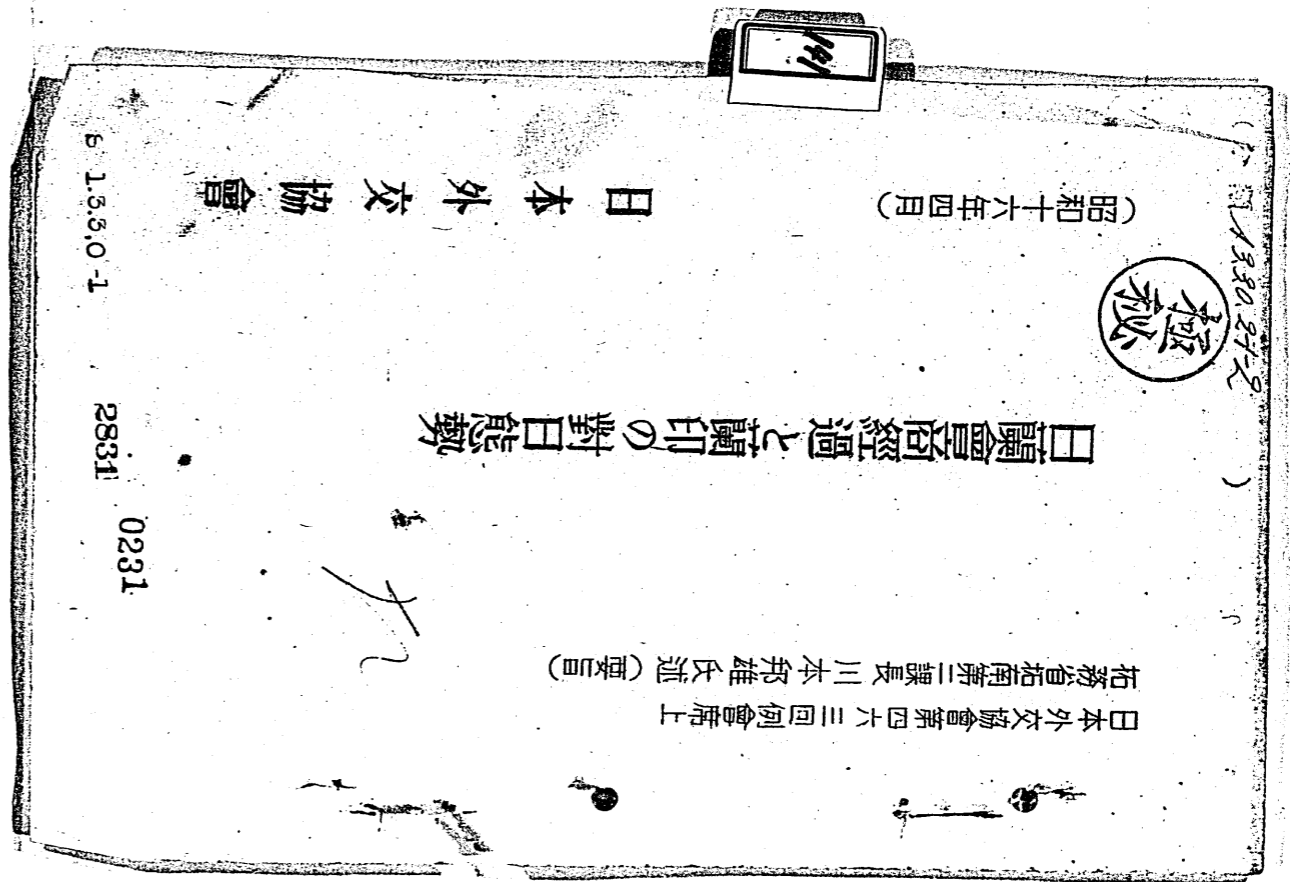 極秘
日本外交協會第四六三回例會席上
拓務省拓南第二課長川本邦雄氏述（要旨）
日蘭會商經過と蘭印の對日態勢
（昭和十六年四月）
日本外交協會
1.3.3.0-1
2831
0231